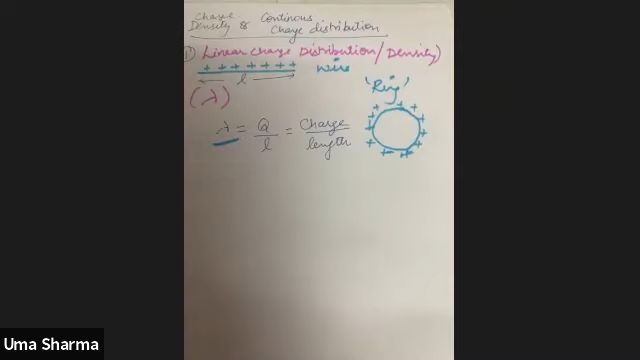 Charge Continous
Density & Charge distribution
1) Linear Charge Distribution/Density)
+ + + + + + +
l
wire
'Ring'
(λ)
λ = Q / l = Charge / length
Uma Sharma